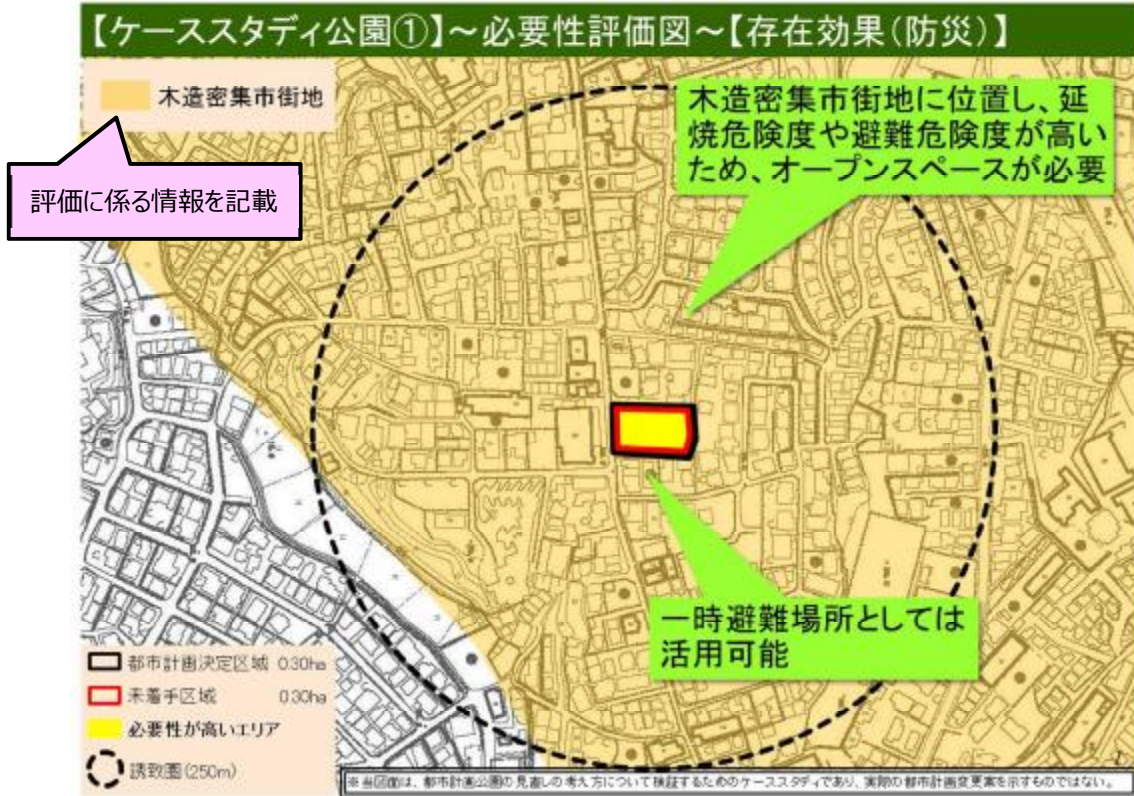 【ケーススタディ公園①】～必要性評価図～【存在効果（防災）】
木造密集市街地
木造密集市街地に位置し、延
焼危険度や避難危険度が高い
ため、オープンスペースが必要
評価に係る情報を記載
一時避難場所としては
活用可能
都市計画決定区域 0.30ha
未着手区域 0.30ha
必要性が高いエリア
誘致圏(250m)
※当図面は、都市計画公園の見直しの考え方について検証するためのケーススタディであり、実際の都市計画変更案を示すものではない。